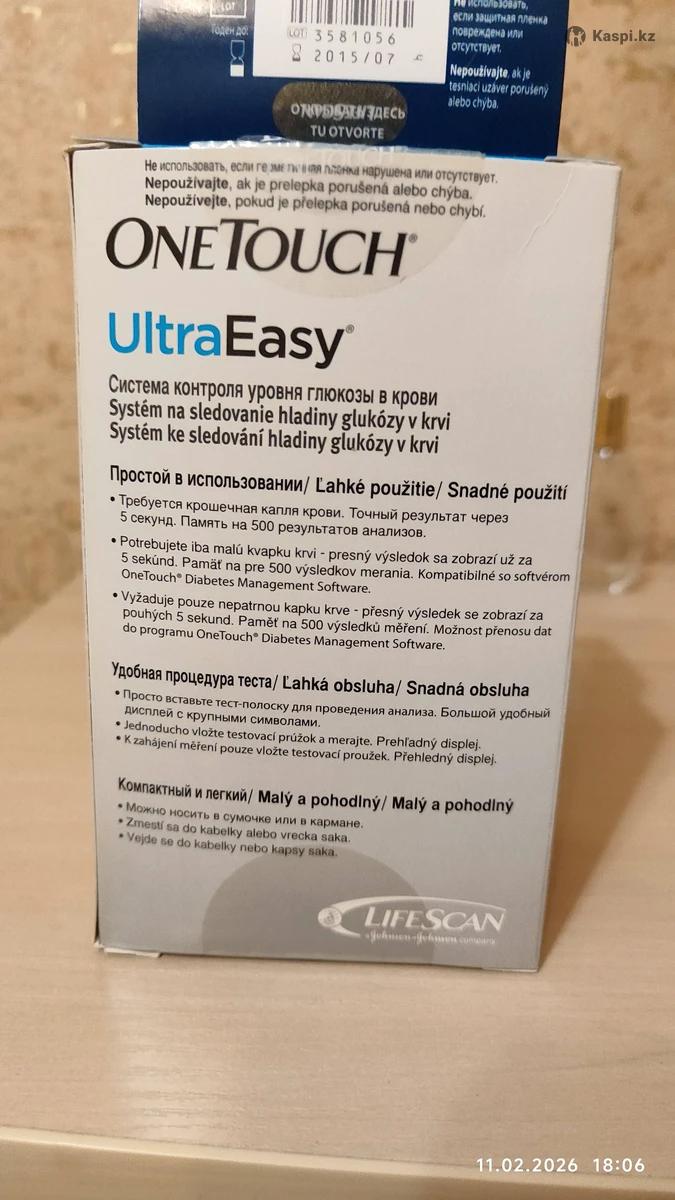 LOT
Годен до:
LOT 3581056
2015/07
Не использовать,
если защитная пленка
повреждена или
отсутствует.
Nepoužívajte, ak je
tesniaci uzáver porušený
alebo chýba.
Kaspi.kz
ОТКРЫВАТЬ ЗДЕСЬ
TU OTVORTE
Не использовать, если пленка нарушена или отсутствует.
Nepoužívajte, ak je prelepka porušená alebo chýba.
Nepoužívejte, pokud je přelepka porušená nebo chybí.
ONETOUCH®
UltraEasy®
Система контроля уровня глюкозы в крови
Systém na sledovanie hladiny glukózy v krvi
Systém ke sledování hladiny glukózy v krvi
Простой в использовании/ Ľahké použitie/ Snadné použití
• Требуется крошечная капля крови. Точный результат через
5 секунд. Память на 500 результатов анализов.
• Potrebujete iba malú kvapku krvi - presný výsledok sa zobrazí už za
5 sekúnd. Pamäť na pre 500 výsledkov merania. Kompatibilné so softvérom
OneTouch® Diabetes Management Software.
• Vyžaduje pouze nepatrnou kapku krve - přesný výsledek se zobrazí za
pouhých 5 sekund. Paměť na 500 výsledků měření. Možnost přenosu dat
do programu OneTouch® Diabetes Management Software.
Удобная процедура теста/ Ľahká obsluha/ Snadná obsluha
• Просто вставьте тест-полоску для проведения анализа. Большой удобный
дисплей с крупными символами.
• Jednoducho vložte testovací prúžok a merajte. Prehľadný displej.
• K zahájení měření pouze vložte testovací proužek. Přehledný displej.
Компактный и легкий/ Malý a pohodlný/ Malý a pohodlný
• Можно носить в сумочке или в кармане.
• Zmestí sa do kabelky alebo vrecka saka.
• Vejde se do kabelky nebo kapsy saka.
LIFESCAN
a Johnson-Johnson company
11.02.2026 18:06